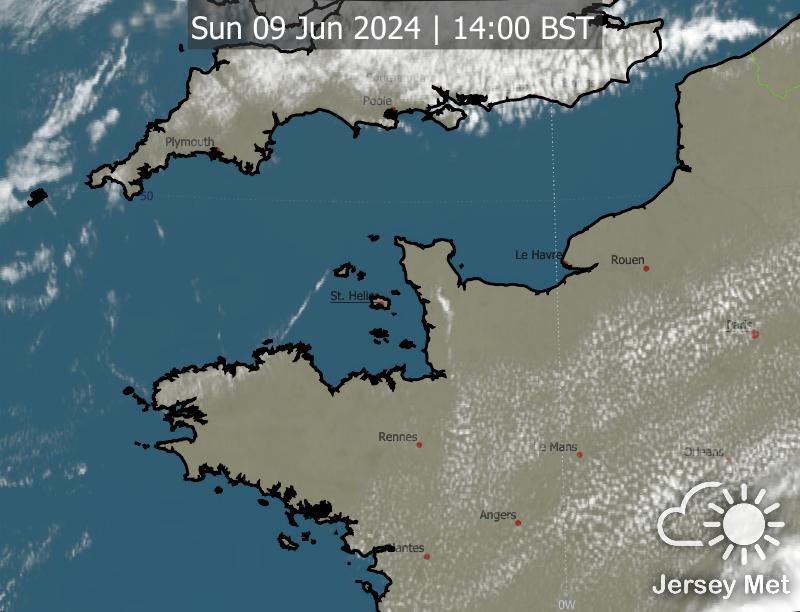 Sun 09 Jun 2024 | 14:00 BST
Poole
Plymouth
50
Le Havre
Rouen
St. Helier
Paris
Rennes
Le Mans
Orleans
Angers
Nantes
Jersey Met
0W